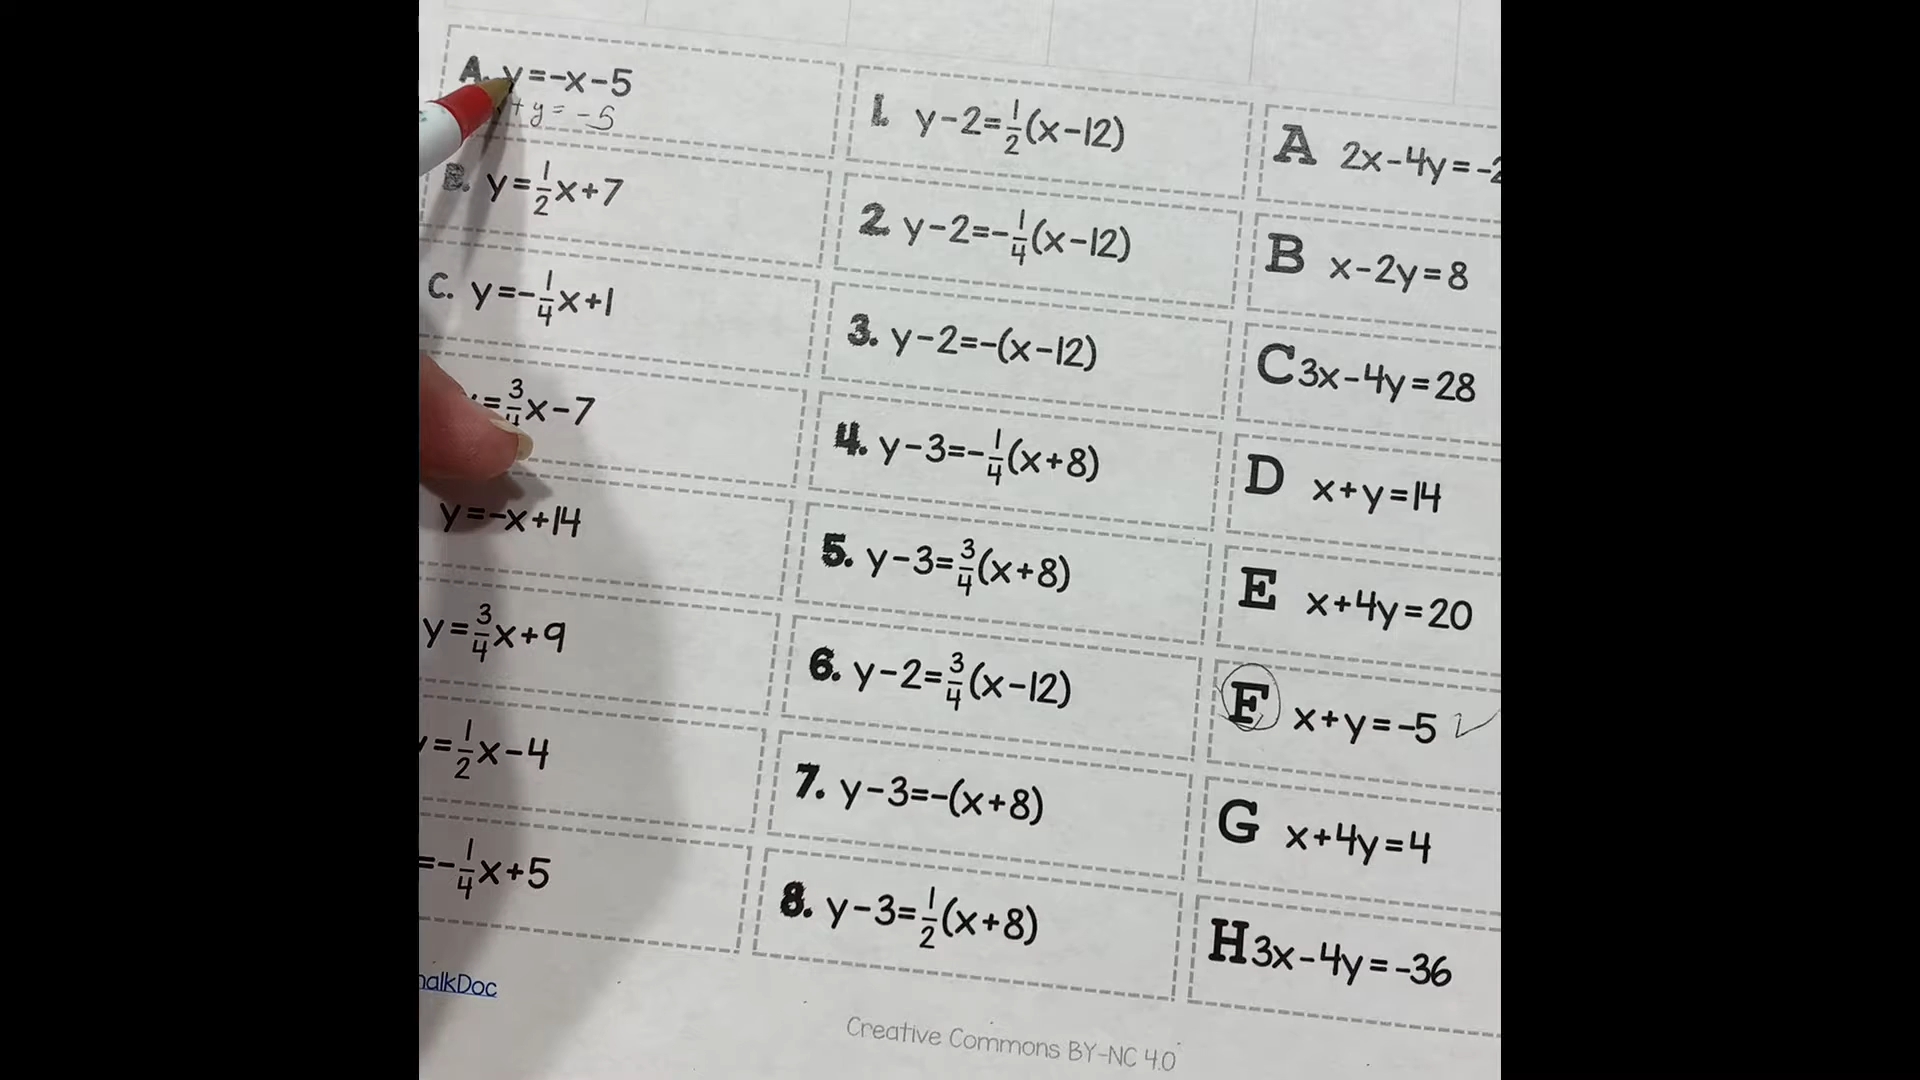 A. y=-x-5
+y=-5
B. y=1/2x+7
C. y=-1/4x+1
=3/4x-7
y=-x+14
y=3/4x+9
y=1/2x-4
=-1/4x+5
1. y-2=1/2(x-12)
2. y-2=-1/4(x-12)
3. y-2=-(x-12)
4. y-3=-1/4(x+8)
5. y-3=3/4(x+8)
6. y-2=3/4(x-12)
7. y-3=-(x+8)
8. y-3=1/2(x+8)
A 2x-4y=-2
B x-2y=8
C 3x-4y=28
D x+y=14
E x+4y=20
F x+y=-5 ✓
G x+4y=4
H 3x-4y=-36
alkDoc
Creative Commons BY-NC 4.0